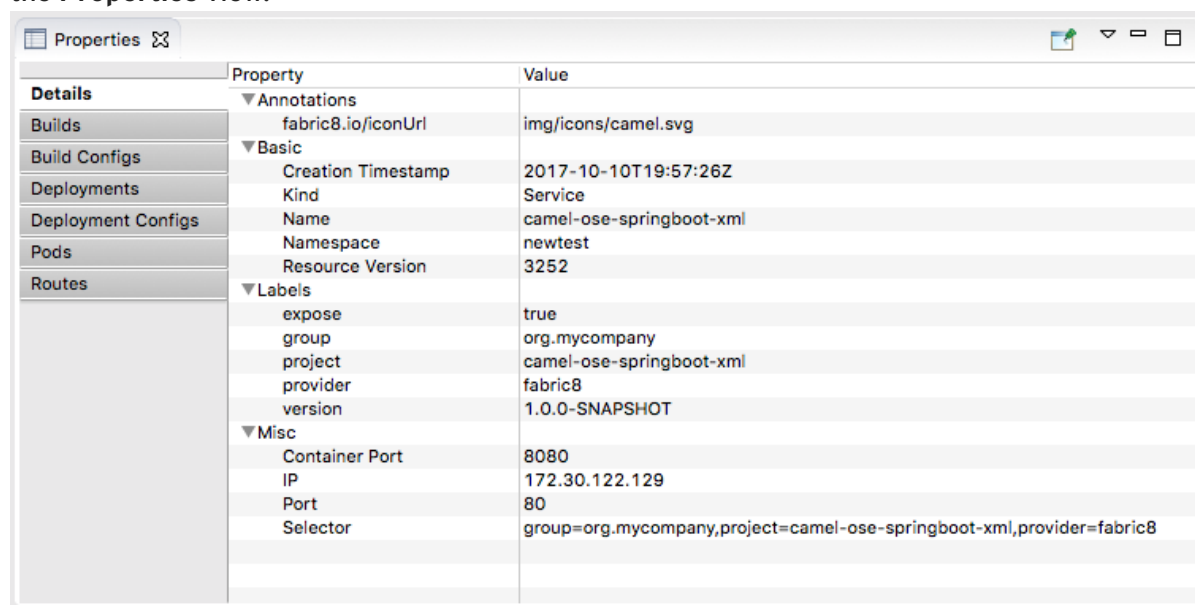 the Properties view.
Properties
Property Value
Details
Builds
Build Configs
Deployments
Deployment Configs
Pods
Routes
Annotations
fabric8.io/iconUrl img/icons/camel.svg
Basic
Creation Timestamp 2017-10-10T19:57:26Z
Kind Service
Name camel-ose-springboot-xml
Namespace newtest
Resource Version 3252
Labels
expose true
group org.mycompany
project camel-ose-springboot-xml
provider fabric8
version 1.0.0-SNAPSHOT
Misc
Container Port 8080
IP 172.30.122.129
Port 80
Selector group=org.mycompany,project=camel-ose-springboot-xml,provider=fabric8